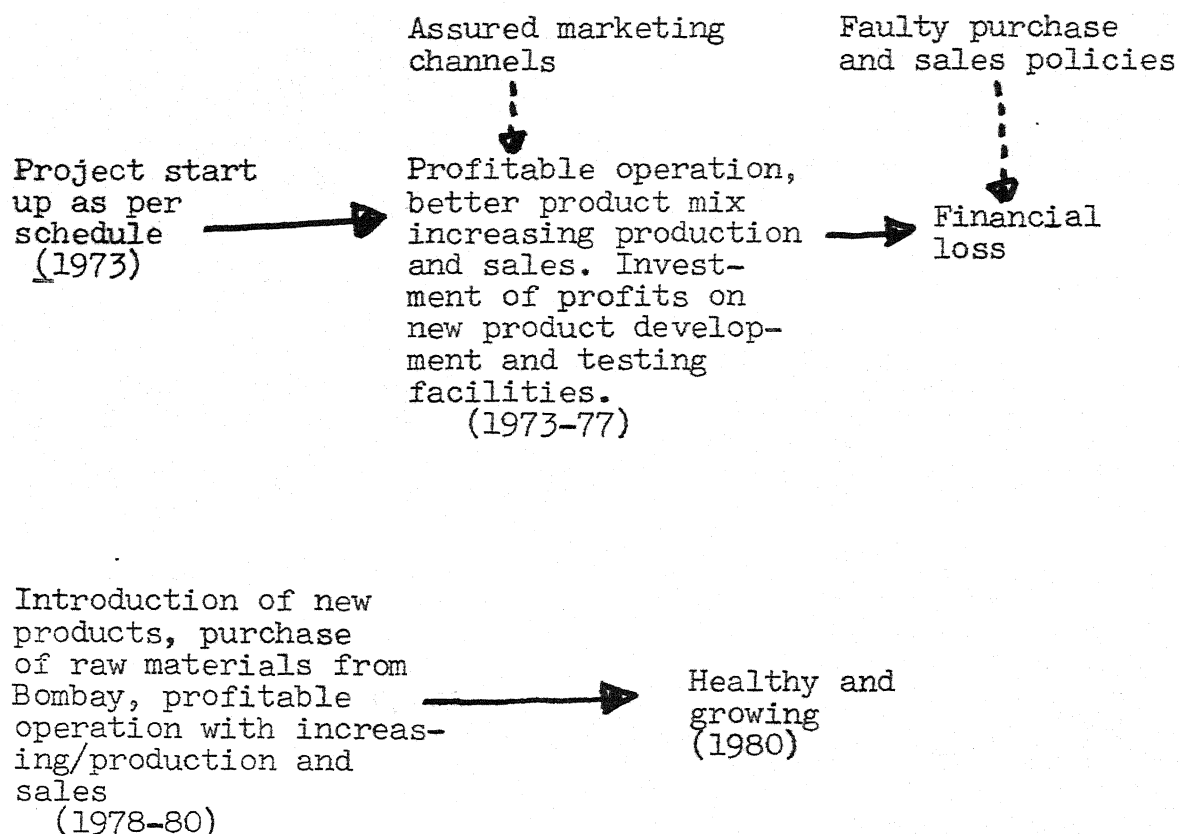 Assured marketing
channels
Faulty purchase
and sales policies
Project start
up as per
schedule
(1973)
Profitable operation,
better product mix
increasing production
and sales. Invest-
ment of profits on
new product develop-
ment and testing
facilities.
(1973-77)
Financial
loss
Introduction of new
products, purchase
of raw materials from
Bombay, profitable
operation with increas-
ing/production and
sales
(1978-80)
Healthy and
growing
(1980)